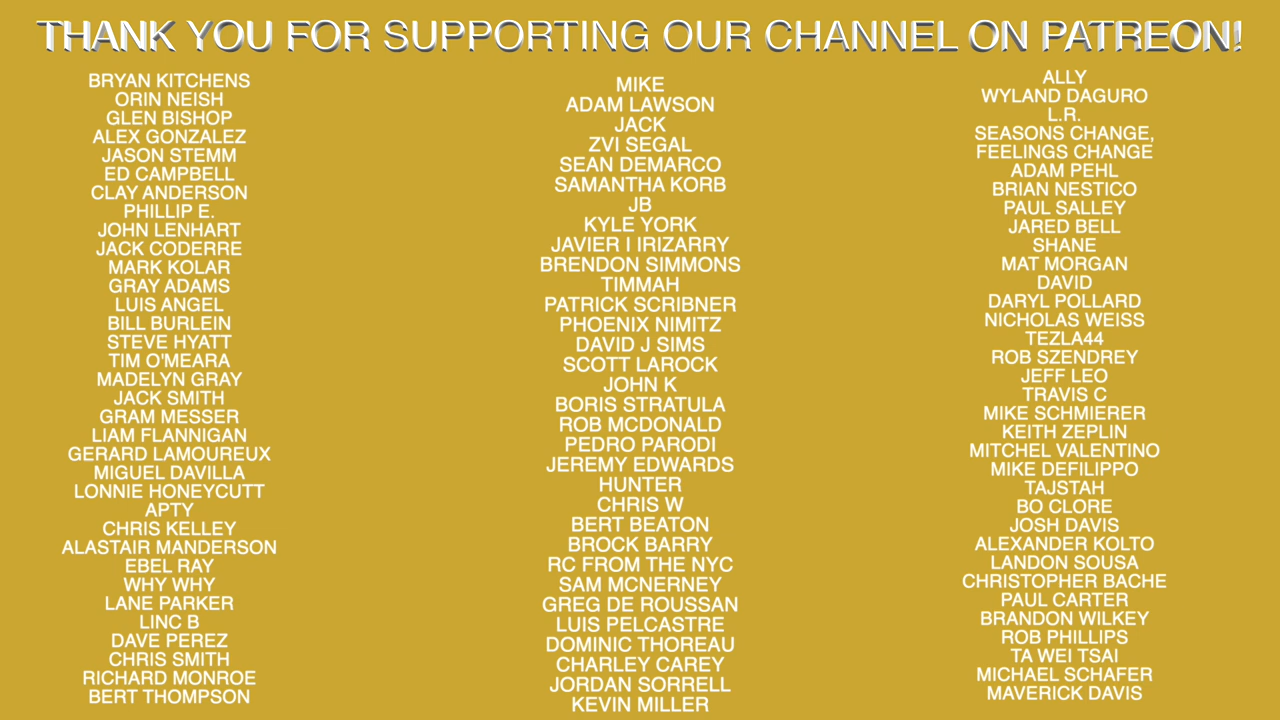 THANK YOU FOR SUPPORTING OUR CHANNEL ON PATREON!
BRYAN KITCHENS
ORIN NEISH
GLEN BISHOP
ALEX GONZALEZ
JASON STEMM
ED CAMPBELL
CLAY ANDERSON
PHILLIP E.
JOHN LENHART
JACK CODERRE
MARK KOLAR
GRAY ADAMS
LUIS ANGEL
BILL BURLEIN
STEVE HYATT
TIM O'MEARA
MADELYN GRAY
JACK SMITH
GRAM MESSER
LIAM FLANNIGAN
GERARD LAMOUREUX
MIGUEL DAVILLA
LONNIE HONEYCUTT
APTY
CHRIS KELLEY
ALASTAIR MANDERSON
EBEL RAY
WHY WHY
LANE PARKER
LINC B
DAVE PEREZ
CHRIS SMITH
RICHARD MONROE
BERT THOMPSON
MIKE
ADAM LAWSON
JACK
ZVI SEGAL
SEAN DEMARCO
SAMANTHA KORB
JB
KYLE YORK
JAVIER I IRIZARRY
BRENDON SIMMONS
TIMMAH
PATRICK SCRIBNER
PHOENIX NIMITZ
DAVID J SIMS
SCOTT LAROCK
JOHN K
BORIS STRATULA
ROB MCDONALD
PEDRO PARODI
JEREMY EDWARDS
HUNTER
CHRIS W
BERT BEATON
BROCK BARRY
RC FROM THE NYC
SAM MCNERNEY
GREG DE ROUSSAN
LUIS PELCASTRE
DOMINIC THOREAU
CHARLEY CAREY
JORDAN SORRELL
KEVIN MILLER
ALLY
WYLAND DAGURO
L.R.
SEASONS CHANGE,
FEELINGS CHANGE
ADAM PEHL
BRIAN NESTICO
PAUL SALLEY
JARED BELL
SHANE
MAT MORGAN
DAVID
DARYL POLLARD
NICHOLAS WEISS
TEZLA44
ROB SZENDREY
JEFF LEO
TRAVIS C
MIKE SCHMIERER
KEITH ZEPLIN
MITCHEL VALENTINO
MIKE DEFILIPPO
TAJSTAH
BO CLORE
JOSH DAVIS
ALEXANDER KOLTO
LANDON SOUSA
CHRISTOPHER BACHE
PAUL CARTER
BRANDON WILKEY
ROB PHILLIPS
TA WEI TSAI
MICHAEL SCHAFER
MAVERICK DAVIS